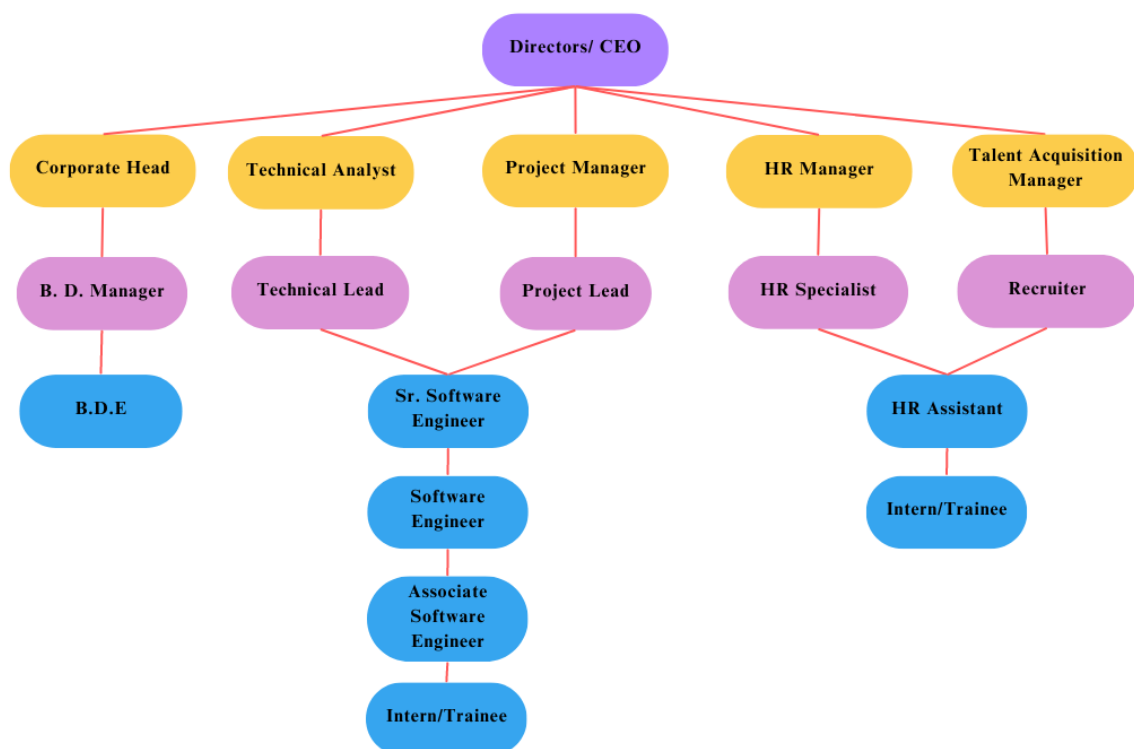 Directors/ CEO
Corporate Head
Technical Analyst
Project Manager
HR Manager
Talent Acquisition
Manager
B. D. Manager
Technical Lead
Project Lead
HR Specialist
Recruiter
B.D.E
Sr. Software
Engineer
HR Assistant
Software
Engineer
Intern/Trainee
Associate
Software
Engineer
Intern/Trainee